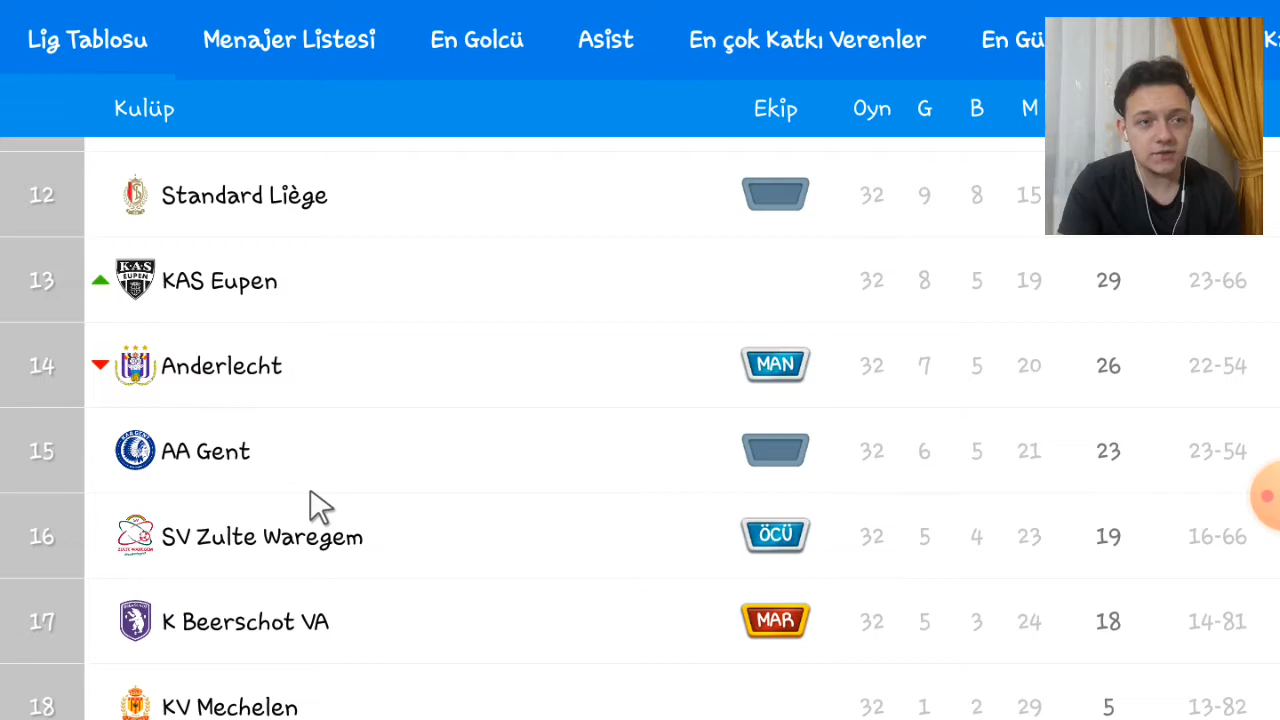 Lig Tablosu Menajer Listesi En Golcü Asist En çok Katkı Verenler En Gü
Kulüp Ekip Oyn G B M
12 Standard Liège 32 9 8 15
13 KAS EUPEN KAS Eupen 32 8 5 19 29 23-66
14 Anderlecht MAN 32 7 5 20 26 22-54
15 AA Gent 32 6 5 21 23 23-54
16 SV Zulte Waregem ÖCÜ 32 5 4 23 19 16-66
17 K Beerschot VA MAR 32 5 3 24 18 14-81
18 KV Mechelen 32 1 2 29 5 13-82